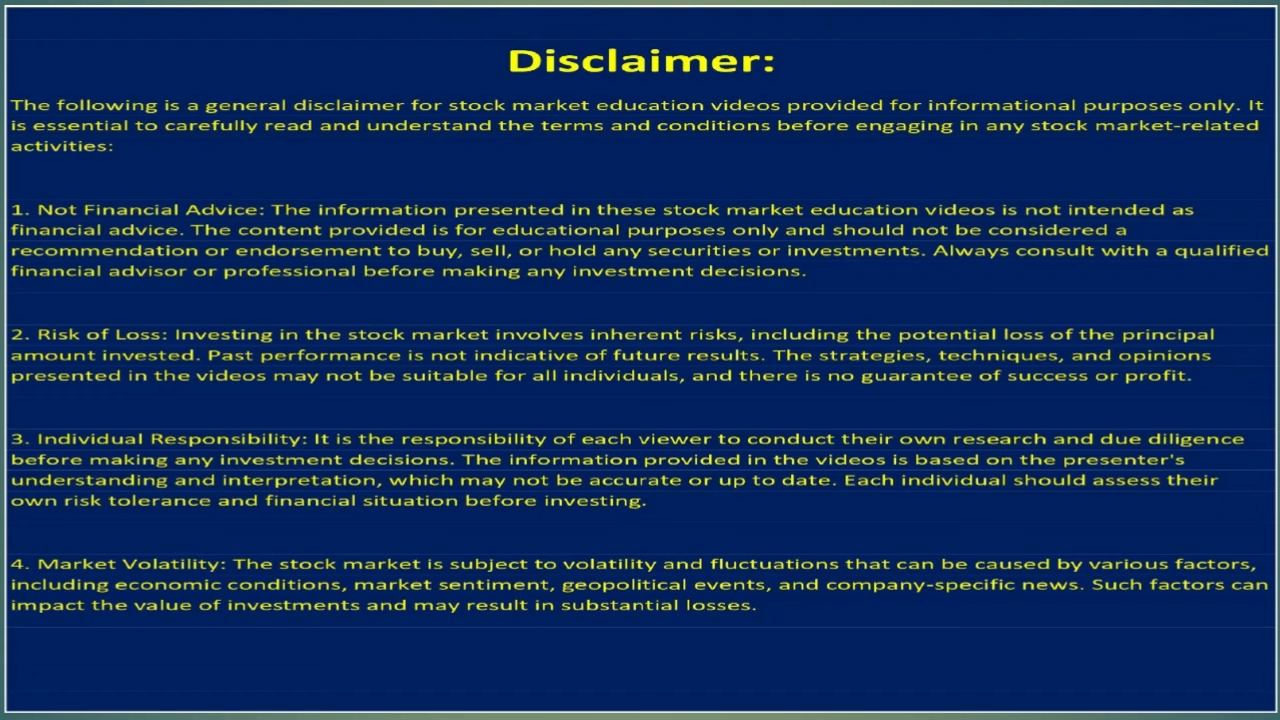 Disclaimer:
The following is a general disclaimer for stock market education videos provided for informational purposes only. It
is essential to carefully read and understand the terms and conditions before engaging in any stock market-related
activities:
1. Not Financial Advice: The information presented in these stock market education videos is not intended as
financial advice. The content provided is for educational purposes only and should not be considered a
recommendation or endorsement to buy, sell, or hold any securities or investments. Always consult with a qualified
financial advisor or professional before making any investment decisions.
2. Risk of Loss: Investing in the stock market involves inherent risks, including the potential loss of the principal
amount invested. Past performance is not indicative of future results. The strategies, techniques, and opinions
presented in the videos may not be suitable for all individuals, and there is no guarantee of success or profit.
3. Individual Responsibility: It is the responsibility of each viewer to conduct their own research and due diligence
before making any investment decisions. The information provided in the videos is based on the presenter's
understanding and interpretation, which may not be accurate or up to date. Each individual should assess their
own risk tolerance and financial situation before investing.
4. Market Volatility: The stock market is subject to volatility and fluctuations that can be caused by various factors,
including economic conditions, market sentiment, geopolitical events, and company-specific news. Such factors can
impact the value of investments and may result in substantial losses.